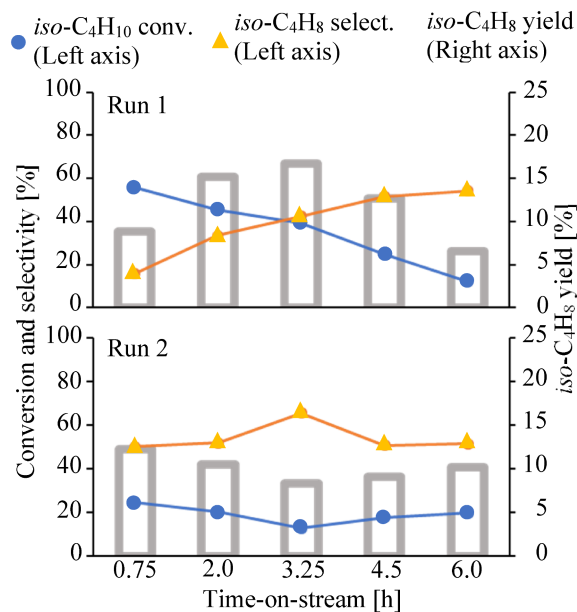 iso-C4H10 conv.
(Left axis)
iso-C4H8 select.
(Left axis)
iso-C4H8 yield
(Right axis)
Run 1
100
80
60
40
20
0
25
20
15
10
5
0
Run 2
100
80
60
40
20
0
25
20
15
10
5
0
Conversion and selectivity [%]
iso-C4H8 yield [%]
0.75 2.0 3.25 4.5 6.0
Time-on-stream [h]